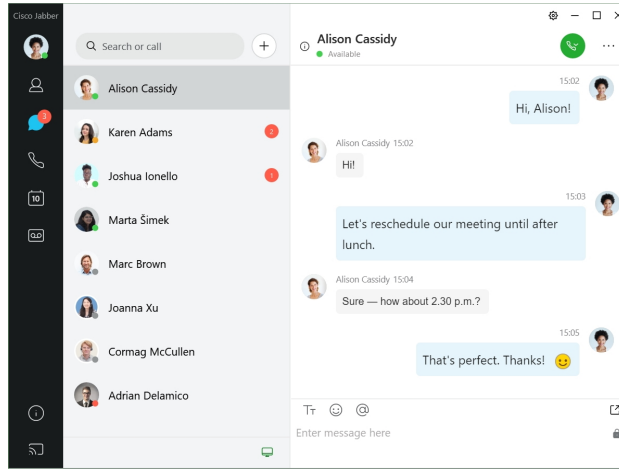 Cisco Jabber
3
10
Search or call
Alison Cassidy
Karen Adams
2
Joshua Ionello
1
Marta Šimek
Marc Brown
Joanna Xu
Cormag McCullen
Adrian Delamico
Alison Cassidy
Available
15:02
Hi, Alison!
Alison Cassidy 15:02
Hi!
15:03
Let's reschedule our meeting until after
lunch.
Alison Cassidy 15:04
Sure — how about 2.30 p.m.?
15:05
That's perfect. Thanks!
TT
@
Enter message here